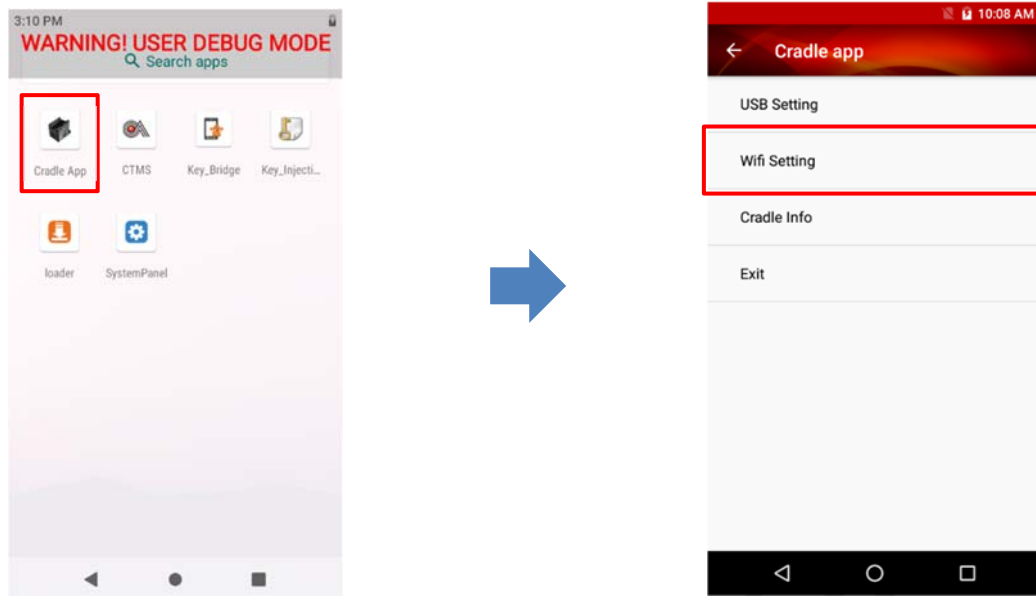 3:10 PM
WARNING! USER DEBUG MODE
Search apps
Cradle App
CTMS
Key_Bridge
Key_Injecti...
loader
SystemPanel
10:08 AM
Cradle app
USB Setting
Wifi Setting
Cradle Info
Exit